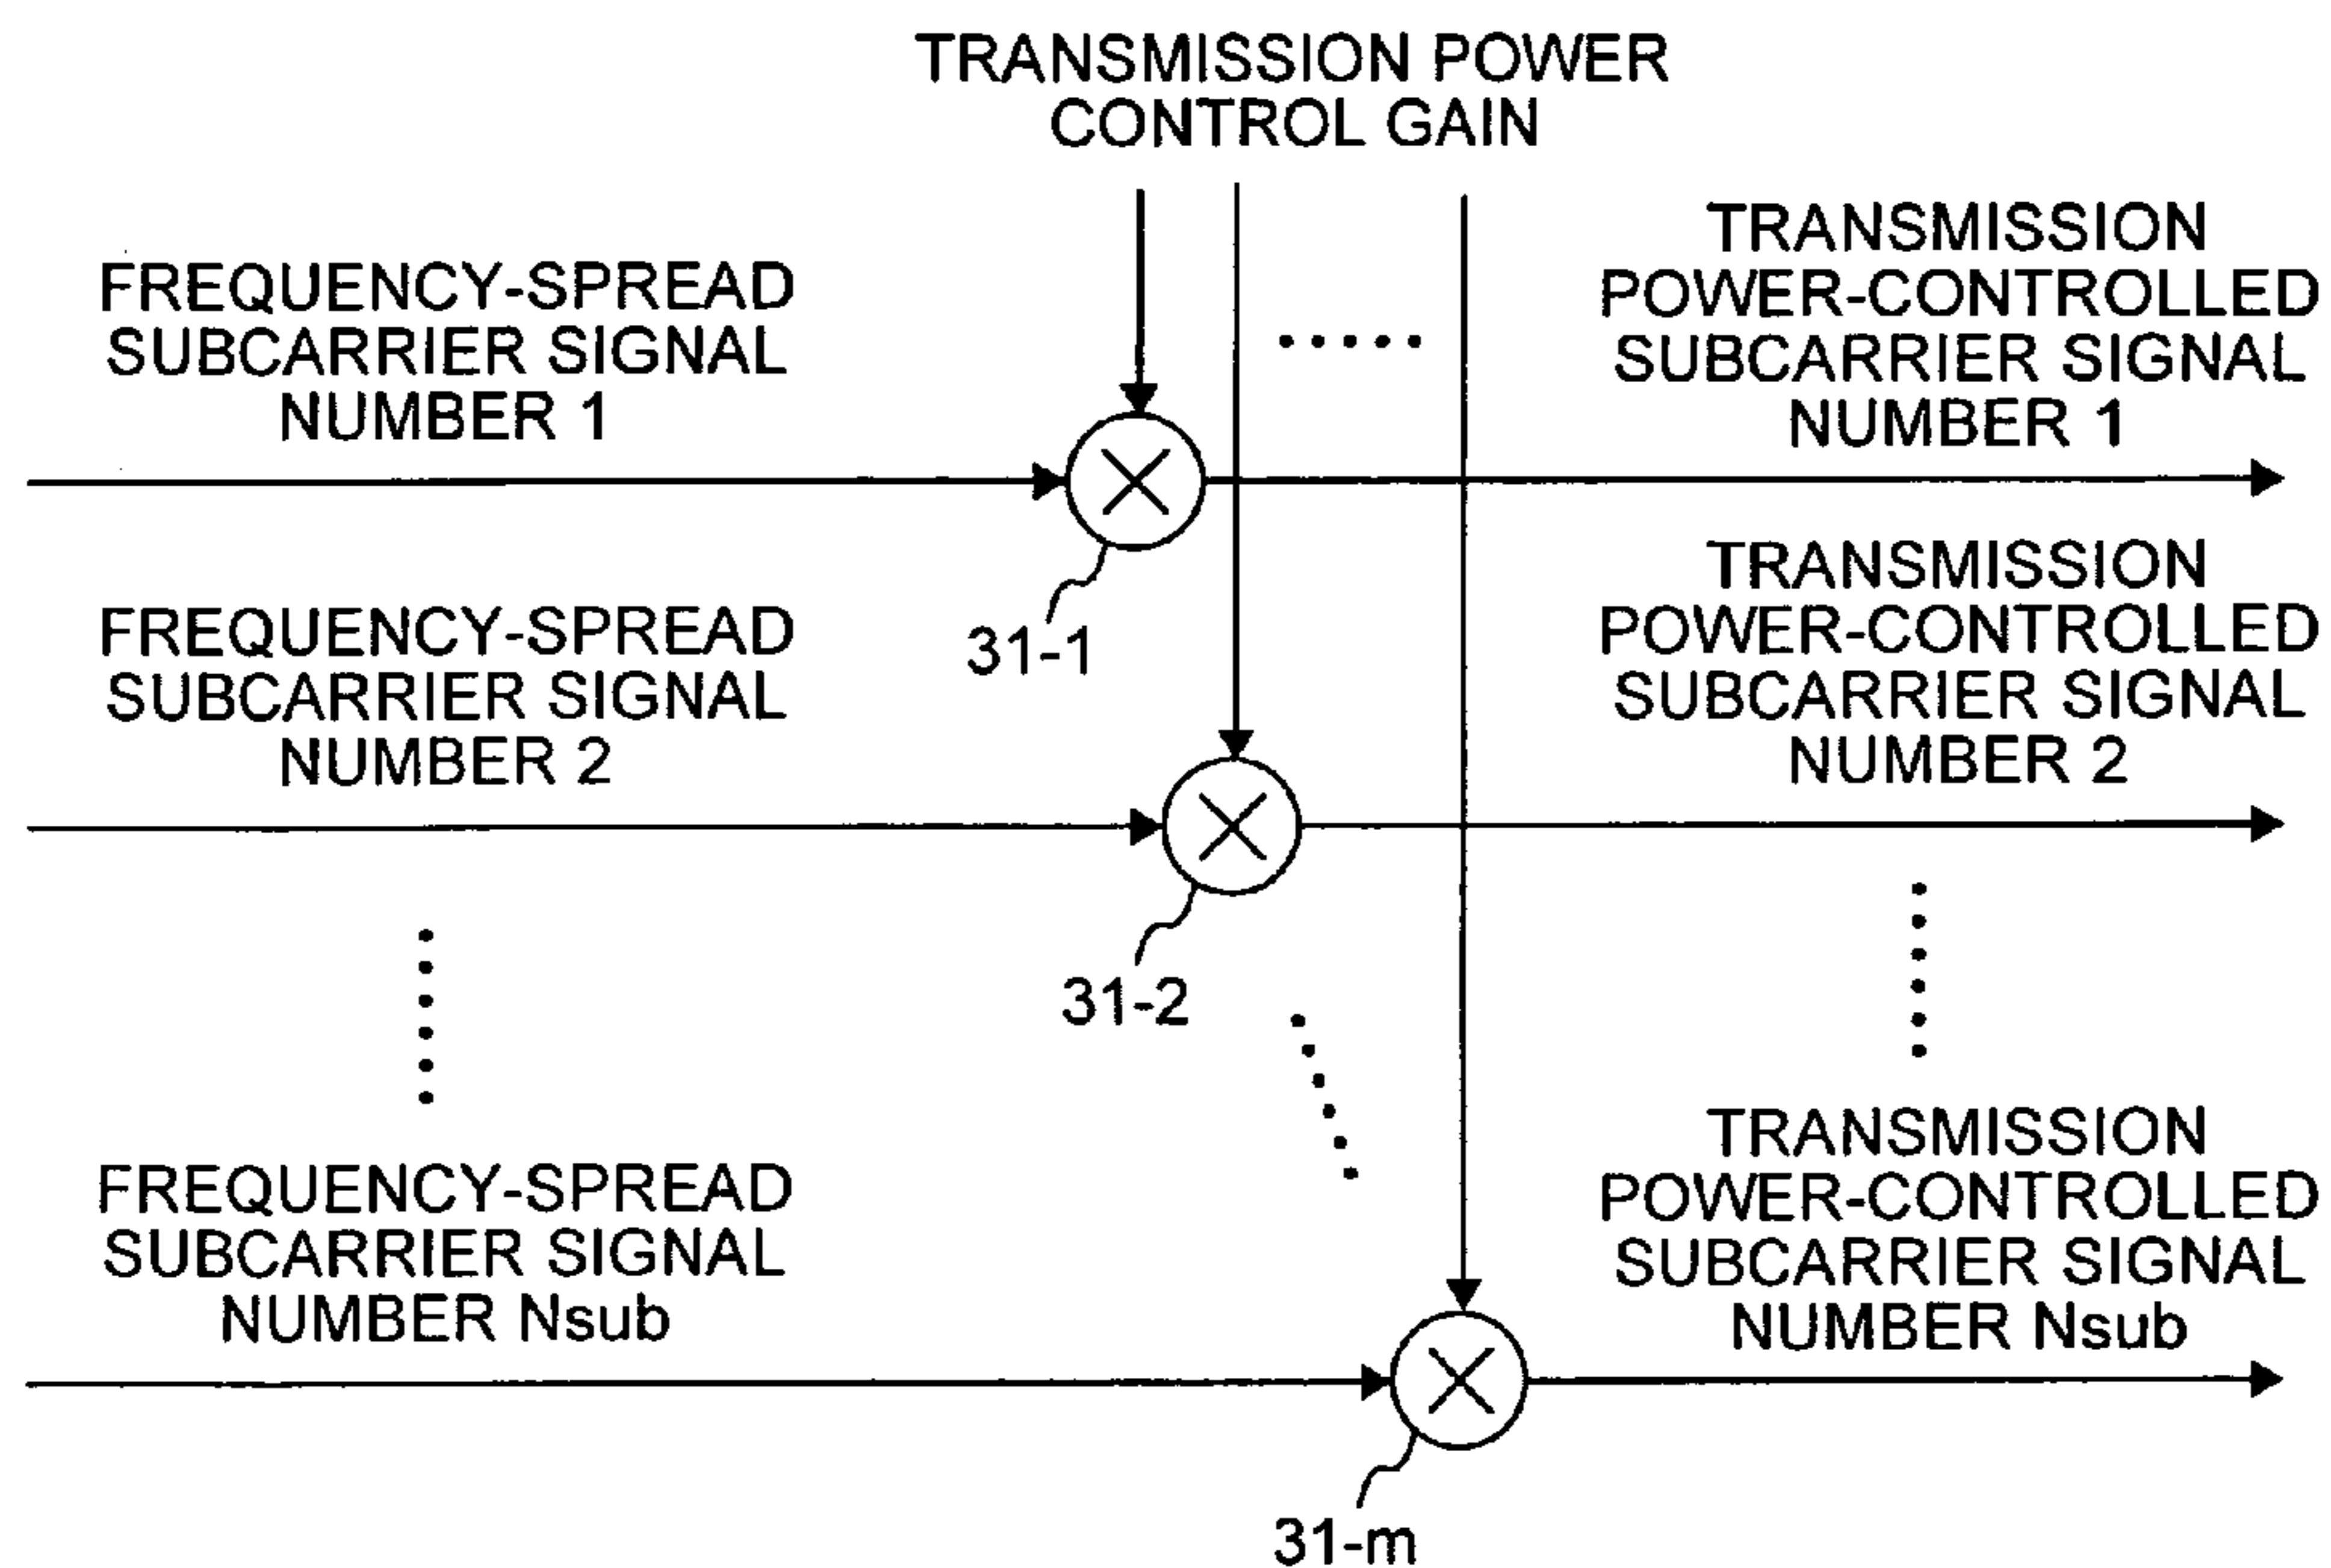 TRANSMISSION POWER
CONTROL GAIN
FREQUENCY-SPREAD
SUBCARRIER SIGNAL
NUMBER 1
TRANSMISSION
POWER-CONTROLLED
SUBCARRIER SIGNAL
NUMBER 1
31-1
FREQUENCY-SPREAD
SUBCARRIER SIGNAL
NUMBER 2
TRANSMISSION
POWER-CONTROLLED
SUBCARRIER SIGNAL
NUMBER 2
31-2
FREQUENCY-SPREAD
SUBCARRIER SIGNAL
NUMBER Nsub
TRANSMISSION
POWER-CONTROLLED
SUBCARRIER SIGNAL
NUMBER Nsub
31-m